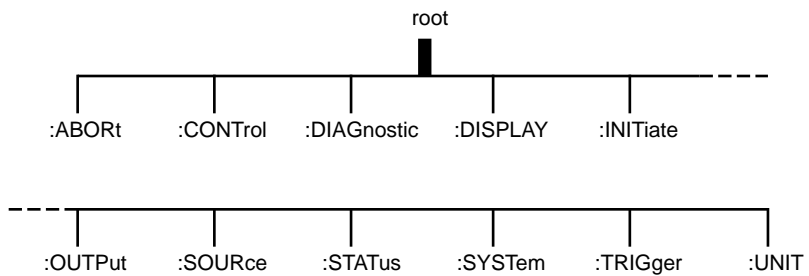 root
:ABORt :CONTrol :DIAGnostic :DISPLAY :INITiate
:OUTPut :SOURce :STATus :SYSTem :TRIGger :UNIT